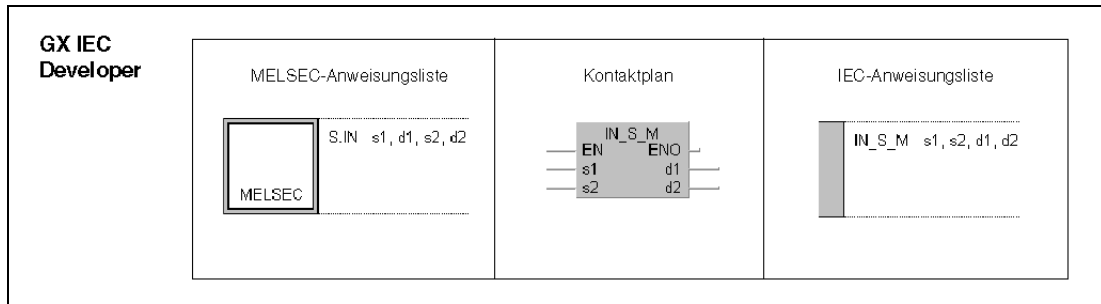 GX IEC
Developer
MELSEC-Anweisungsliste
MELSEC
S.IN s1, d1, s2, d2
Kontaktplan
IN_S_M
EN ENO
s1 d1
s2 d2
IEC-Anweisungsliste
IN_S_M s1, s2, d1, d2